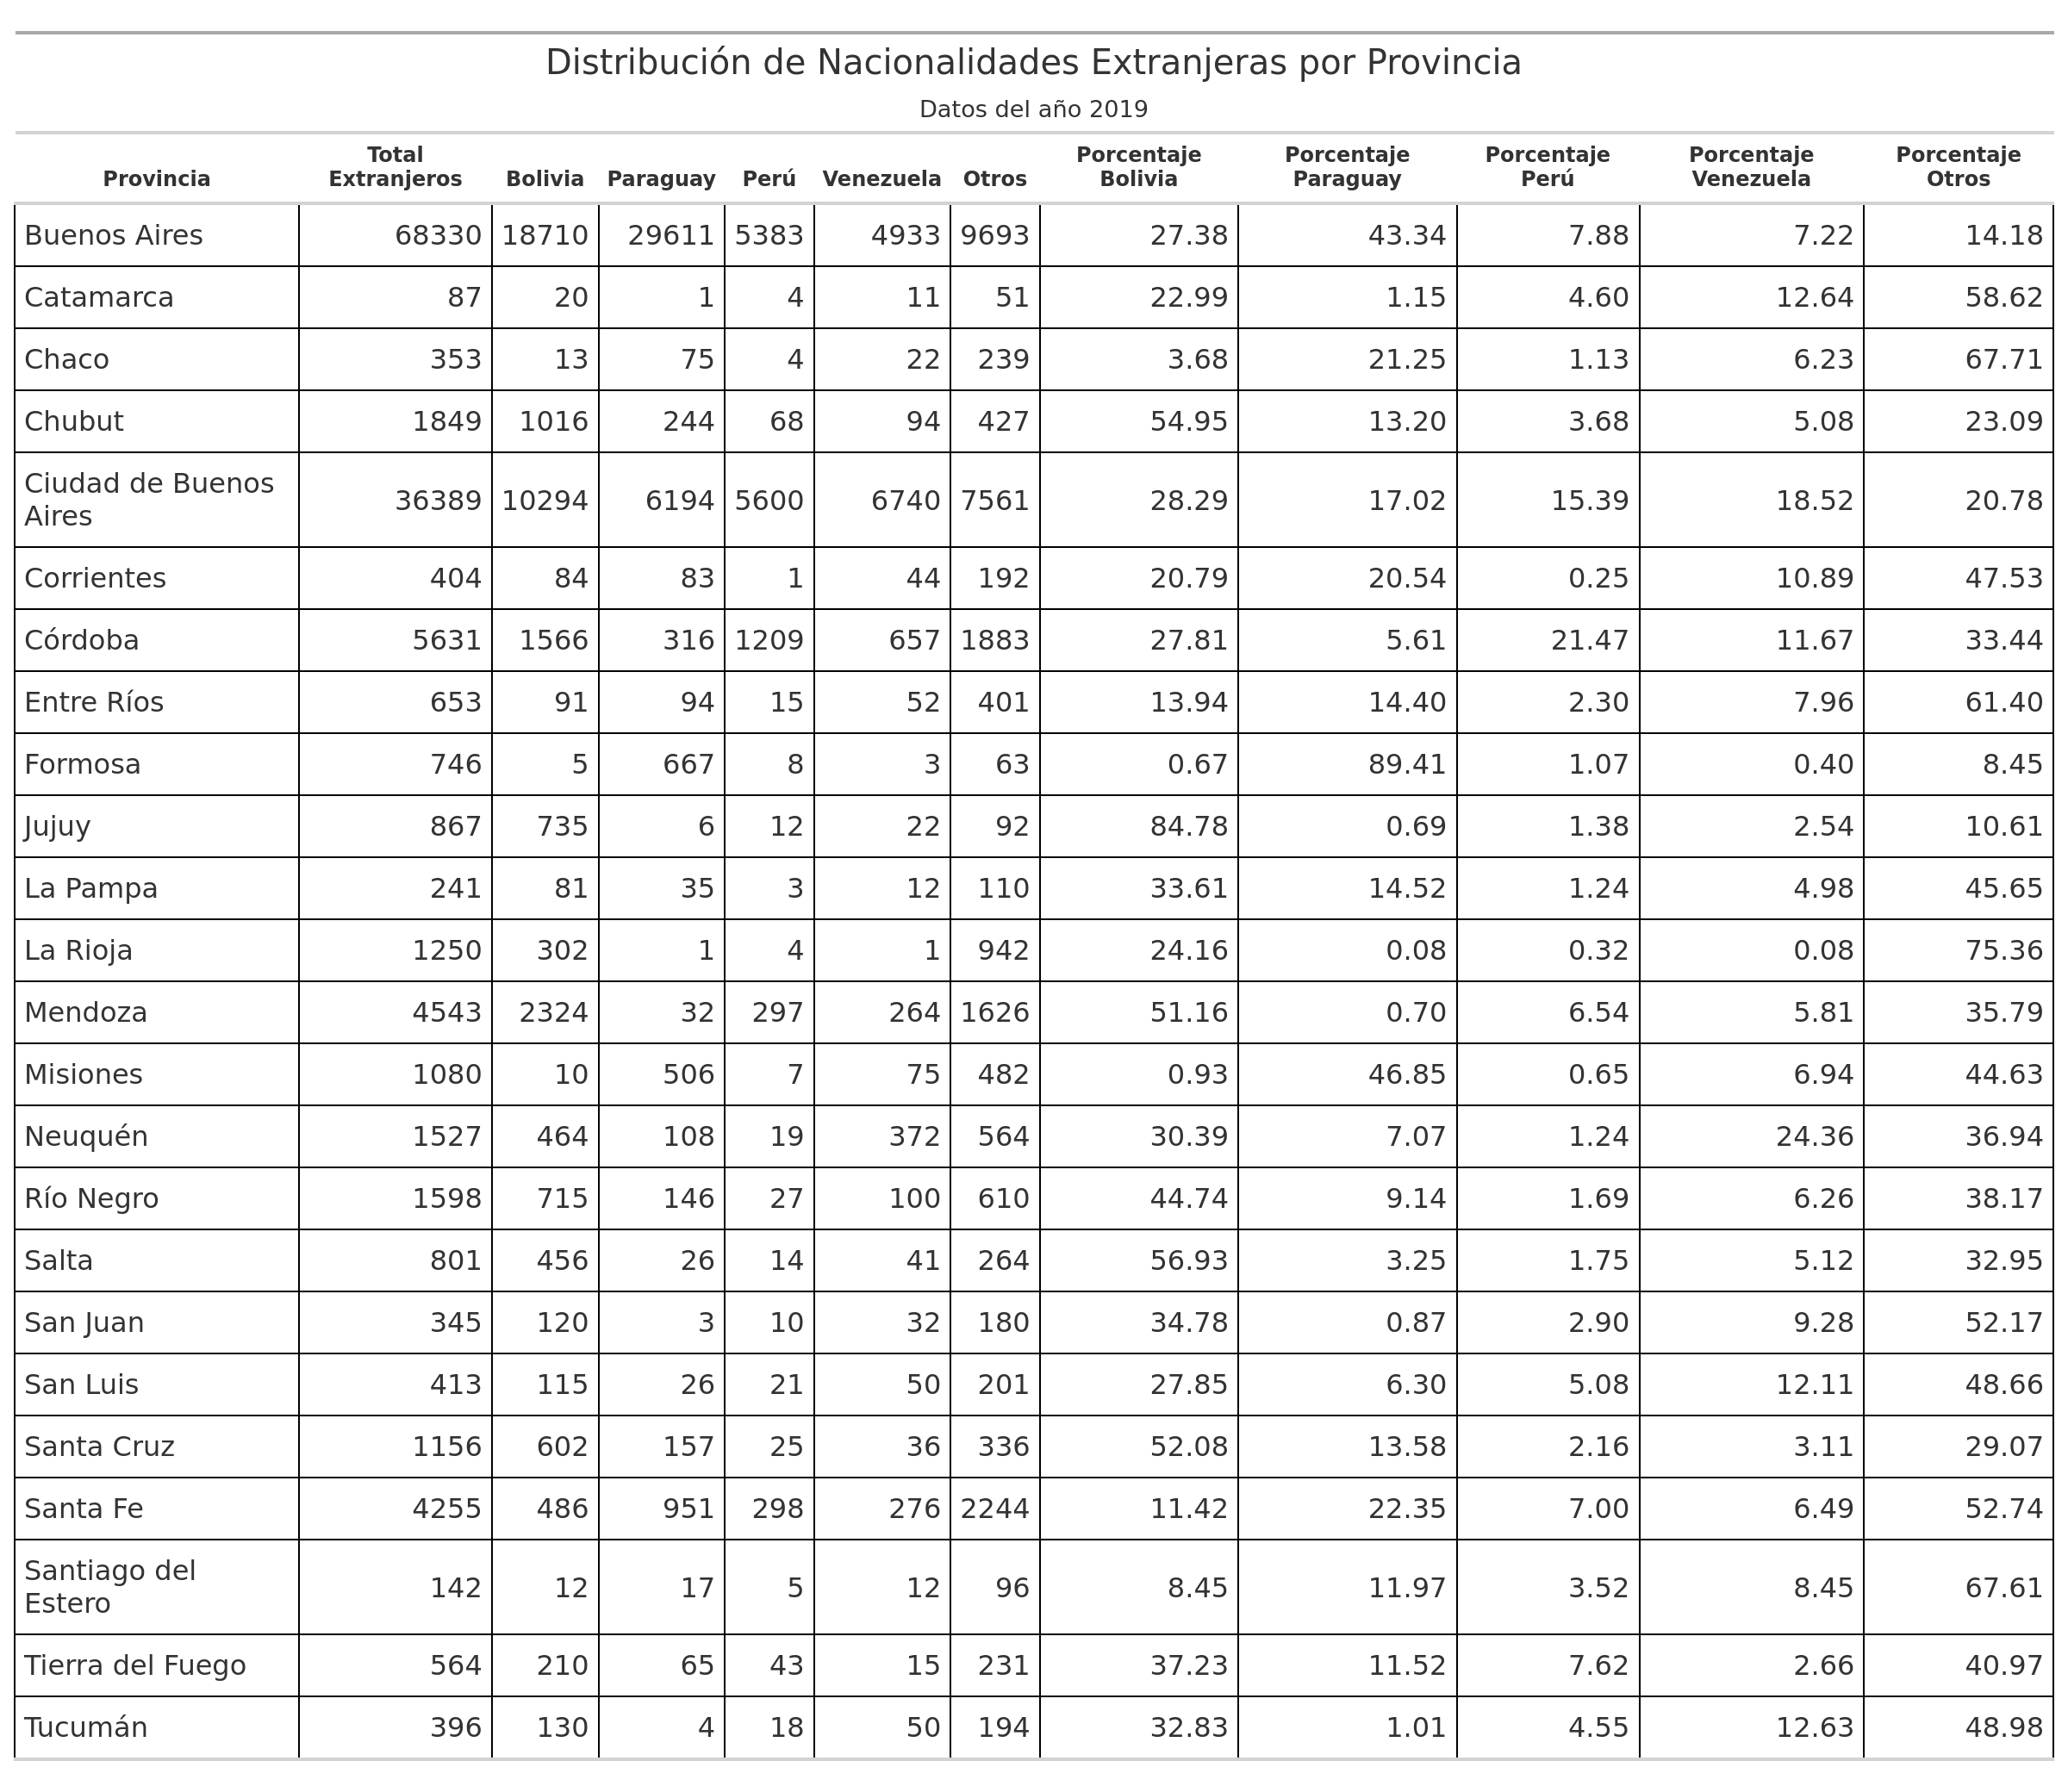 Distribución de Nacionalidades Extranjeras por Provincia
Datos del año 2019
Provincia Total Extranjeros Bolivia Paraguay Perú Venezuela Otros Porcentaje Bolivia Porcentaje Paraguay Porcentaje Perú Porcentaje Venezuela Porcentaje Otros
Buenos Aires 68330 18710 29611 5383 4933 9693 27.38 43.34 7.88 7.22 14.18
Catamarca 87 20 1 4 11 51 22.99 1.15 4.60 12.64 58.62
Chaco 353 13 75 4 22 239 3.68 21.25 1.13 6.23 67.71
Chubut 1849 1016 244 68 94 427 54.95 13.20 3.68 5.08 23.09
Ciudad de Buenos Aires 36389 10294 6194 5600 6740 7561 28.29 17.02 15.39 18.52 20.78
Corrientes 404 84 83 1 44 192 20.79 20.54 0.25 10.89 47.53
Córdoba 5631 1566 316 1209 657 1883 27.81 5.61 21.47 11.67 33.44
Entre Ríos 653 91 94 15 52 401 13.94 14.40 2.30 7.96 61.40
Formosa 746 5 667 8 3 63 0.67 89.41 1.07 0.40 8.45
Jujuy 867 735 6 12 22 92 84.78 0.69 1.38 2.54 10.61
La Pampa 241 81 35 3 12 110 33.61 14.52 1.24 4.98 45.65
La Rioja 1250 302 1 4 1 942 24.16 0.08 0.32 0.08 75.36
Mendoza 4543 2324 32 297 264 1626 51.16 0.70 6.54 5.81 35.79
Misiones 1080 10 506 7 75 482 0.93 46.85 0.65 6.94 44.63
Neuquén 1527 464 108 19 372 564 30.39 7.07 1.24 24.36 36.94
Río Negro 1598 715 146 27 100 610 44.74 9.14 1.69 6.26 38.17
Salta 801 456 26 14 41 264 56.93 3.25 1.75 5.12 32.95
San Juan 345 120 3 10 32 180 34.78 0.87 2.90 9.28 52.17
San Luis 413 115 26 21 50 201 27.85 6.30 5.08 12.11 48.66
Santa Cruz 1156 602 157 25 36 336 52.08 13.58 2.16 3.11 29.07
Santa Fe 4255 486 951 298 276 2244 11.42 22.35 7.00 6.49 52.74
Santiago del Estero 142 12 17 5 12 96 8.45 11.97 3.52 8.45 67.61
Tierra del Fuego 564 210 65 43 15 231 37.23 11.52 7.62 2.66 40.97
Tucumán 396 130 4 18 50 194 32.83 1.01 4.55 12.63 48.98